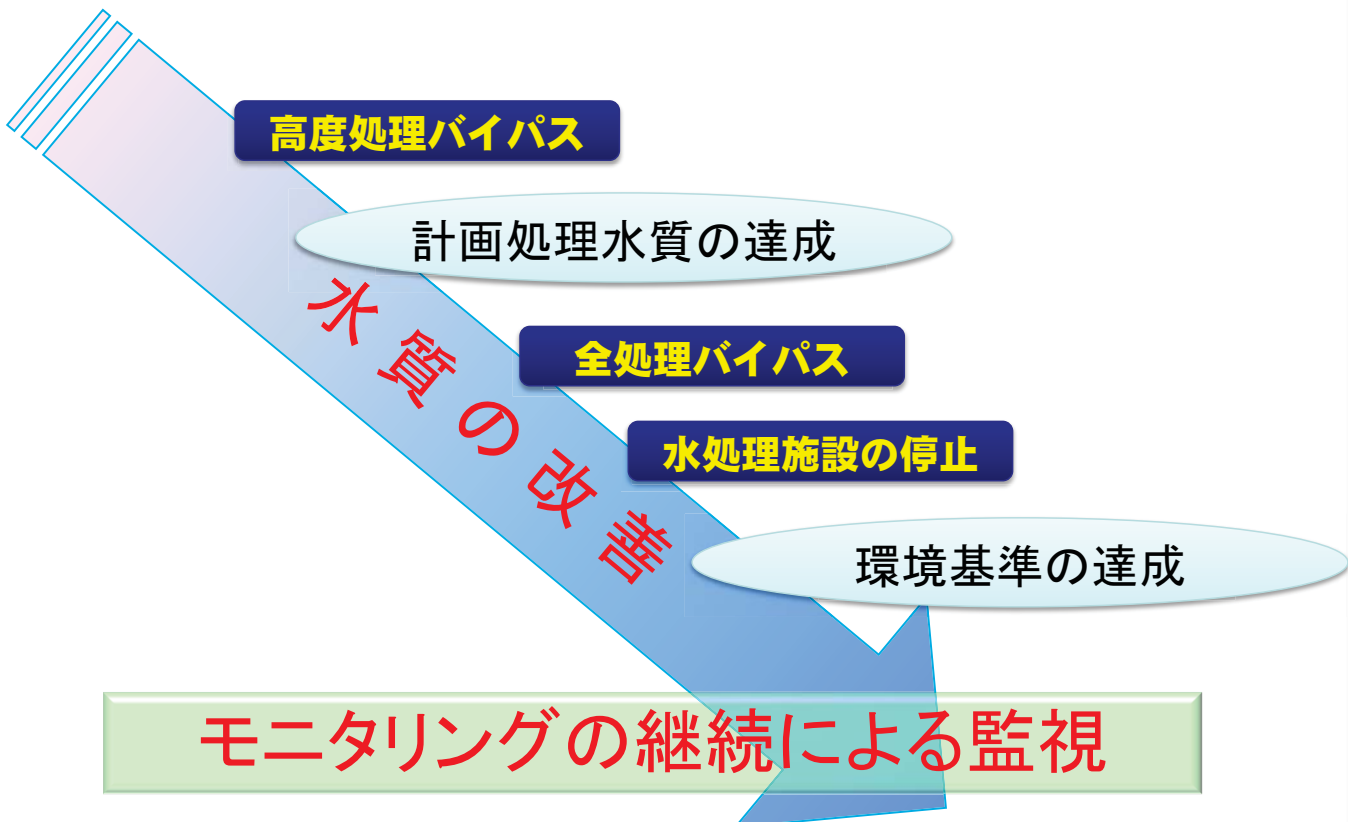 高度処理バイパス
計画処理水質の達成
水質の改善
全処理バイパス
水処理施設の停止
環境基準の達成
モニタリングの継続による監視